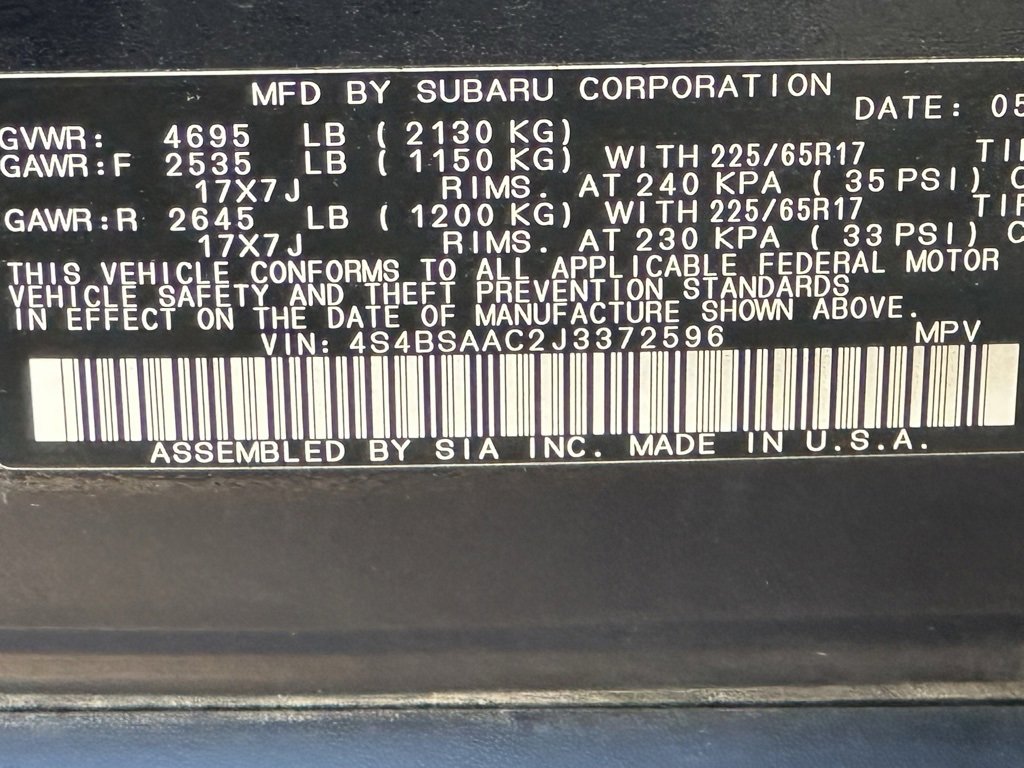 MFD BY SUBARU CORPORATION
DATE: 05
GVWR: 4695 LB ( 2130 KG)
GAWR:F 2535 LB ( 1150 KG) WITH 225/65R17
17X7J RIMS. AT 240 KPA ( 35 PSI)
GAWR:R 2645 LB ( 1200 KG) WITH 225/65R17
17X7J RIMS. AT 230 KPA ( 33 PSI)
THIS VEHICLE CONFORMS TO ALL APPLICABLE FEDERAL MOTOR
VEHICLE SAFETY AND THEFT PREVENTION STANDARDS
IN EFFECT ON THE DATE OF MANUFACTURE SHOWN ABOVE.
VIN: 4S4BSAAC2J3372596 MPV
ASSEMBLED BY SIA INC. MADE IN U.S.A.